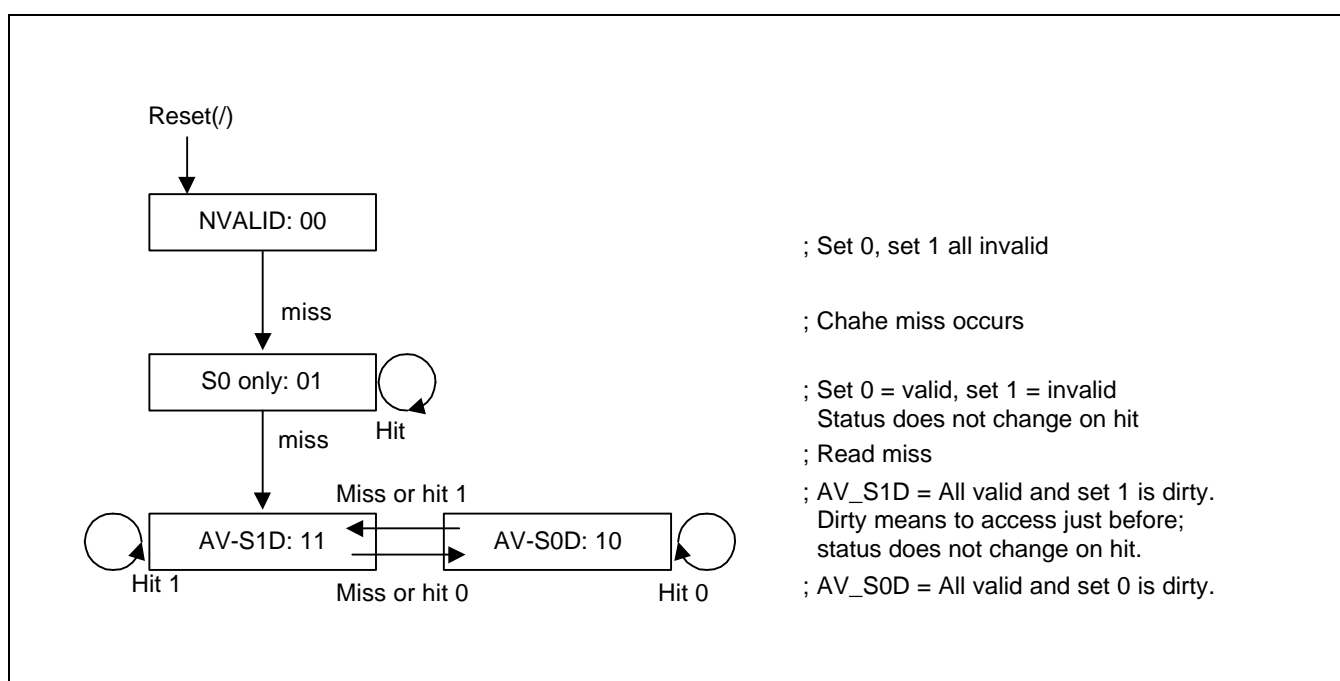 Reset(/)
NVALID: 00
; Set 0, set 1 all invalid
miss
; Chahe miss occurs
S0 only: 01
Hit
; Set 0 = valid, set 1 = invalid
Status does not change on hit
miss
; Read miss
Miss or hit 1
AV-S1D: 11
AV-S0D: 10
Hit 1
Miss or hit 0
Hit 0
; AV_S1D = All valid and set 1 is dirty.
Dirty means to access just before;
status does not change on hit.
; AV_S0D = All valid and set 0 is dirty.